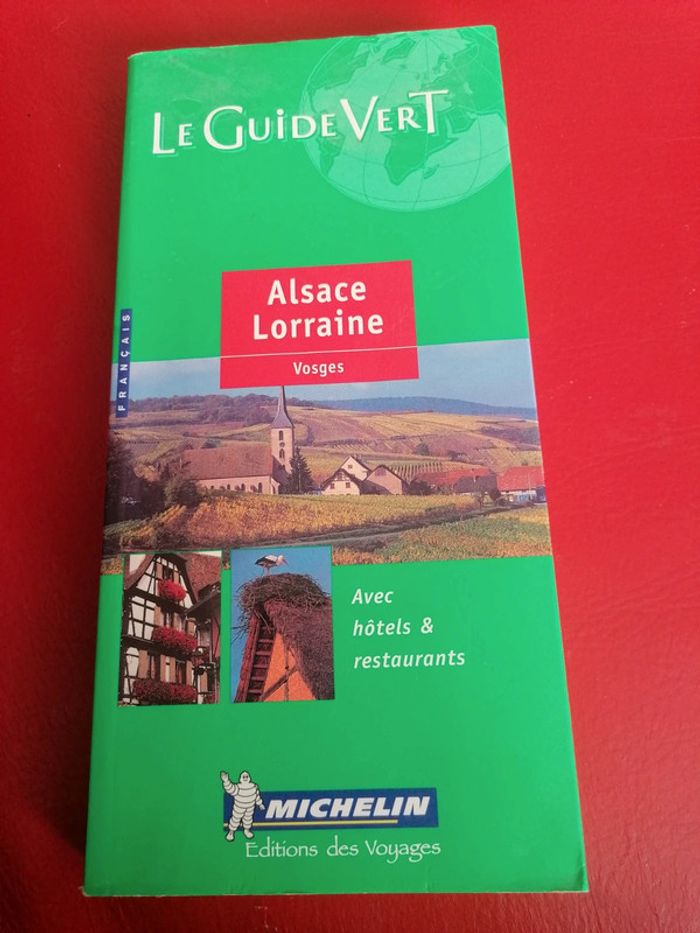 LE GUIDE VERT
Alsace
Lorraine
Vosges
FRANÇAIS
Avec
hôtels &
restaurants
MICHELIN
Editions des Voyages